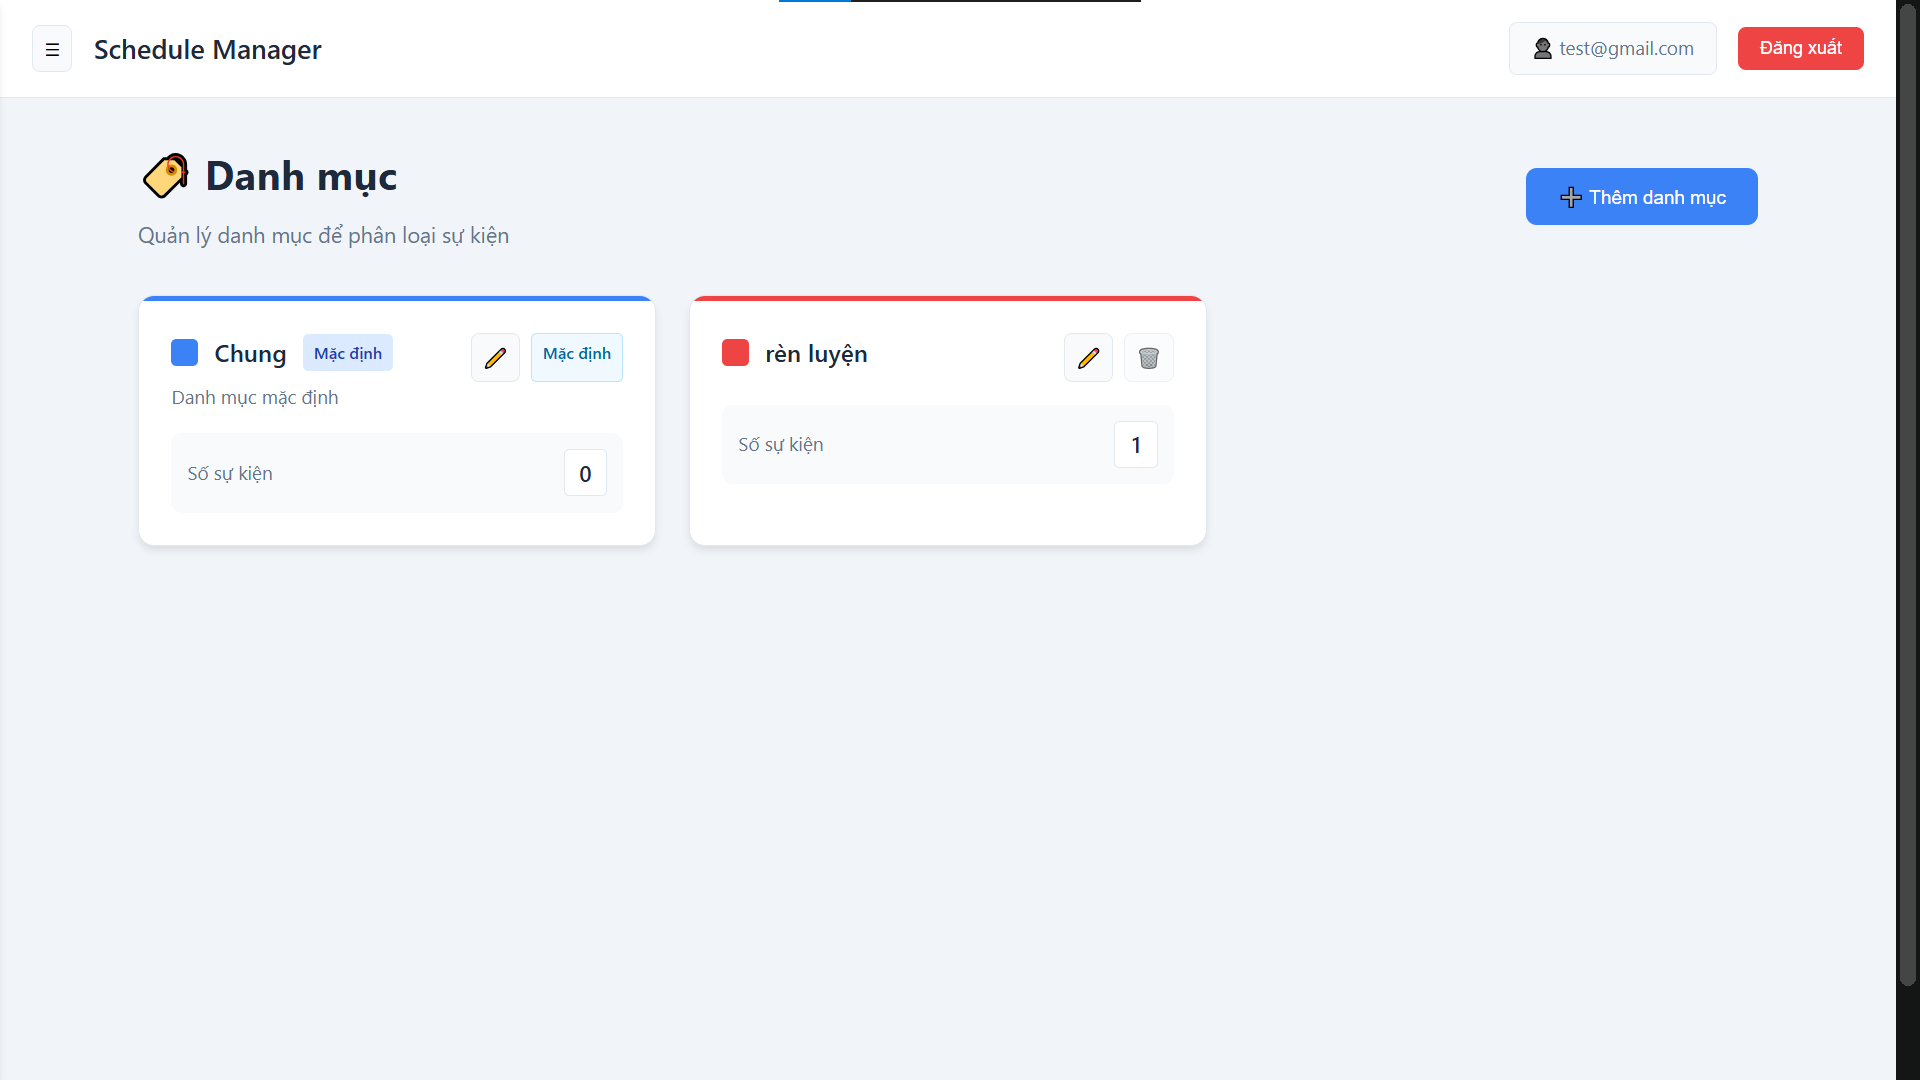 Schedule Manager
test@gmail.com
Đăng xuất
Danh mục
Thêm danh mục
Quản lý danh mục để phân loại sự kiện
Chung
Mặc định
Mặc định
Danh mục mặc định
Số sự kiện
0
rèn luyện
Số sự kiện
1